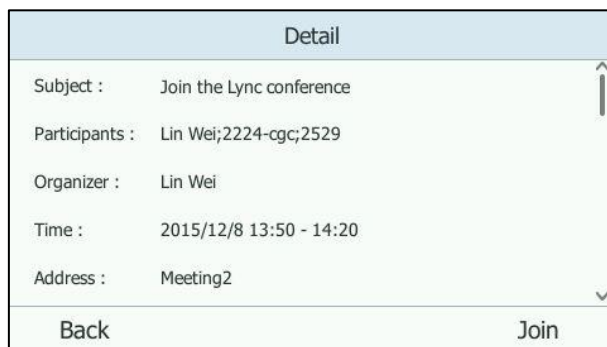 Detail
Subject : Join the Lync conference
Participants : Lin Wei;2224-cgc;2529
Organizer : Lin Wei
Time : 2015/12/8 13:50 - 14:20
Address : Meeting2
Back Join